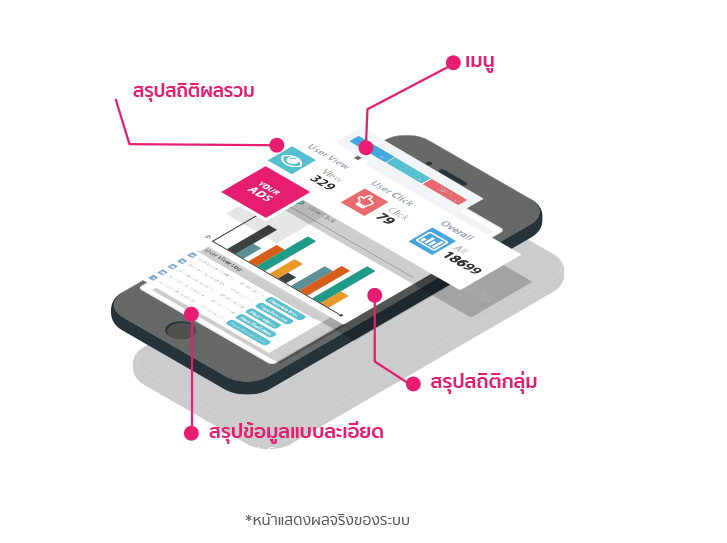 เมนู
สรุปสถิติผลรวม
User View
View
329
YOUR
ADS
User Click
Click
79
Overall
All
18699
User View Log
สรุปสถิติกลุ่ม
สรุปข้อมูลแบบละเอียด
*หน้าแสดงผลจริงของระบบ